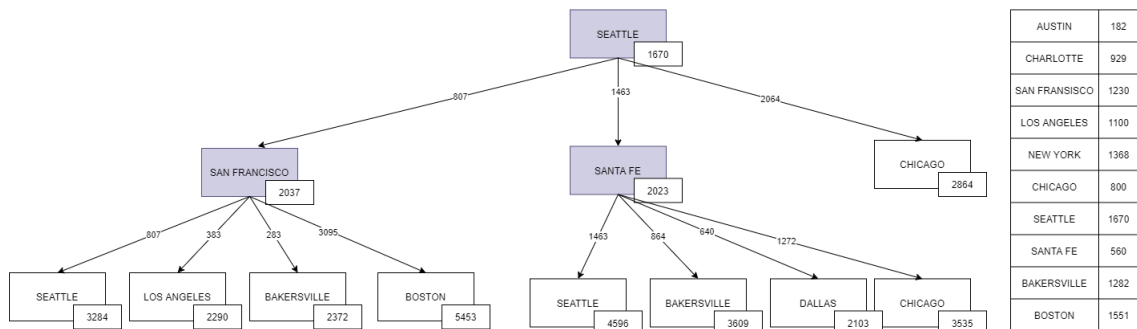 SEATTLE
1670
807
1463
2064
SAN FRANCISCO
2037
SANTA FE
2023
CHICAGO
2864
807
383
283
3095
1463
864
640
1272
SEATTLE
3284
LOS ANGELES
2290
BAKERSVILLE
2372
BOSTON
5453
SEATTLE
4596
BAKERSVILLE
3609
DALLAS
2103
CHICAGO
3535
AUSTIN 182
CHARLOTTE 929
SAN FRANSISCO 1230
LOS ANGELES 1100
NEW YORK 1368
CHICAGO 800
SEATTLE 1670
SANTA FE 560
BAKERSVILLE 1282
BOSTON 1551